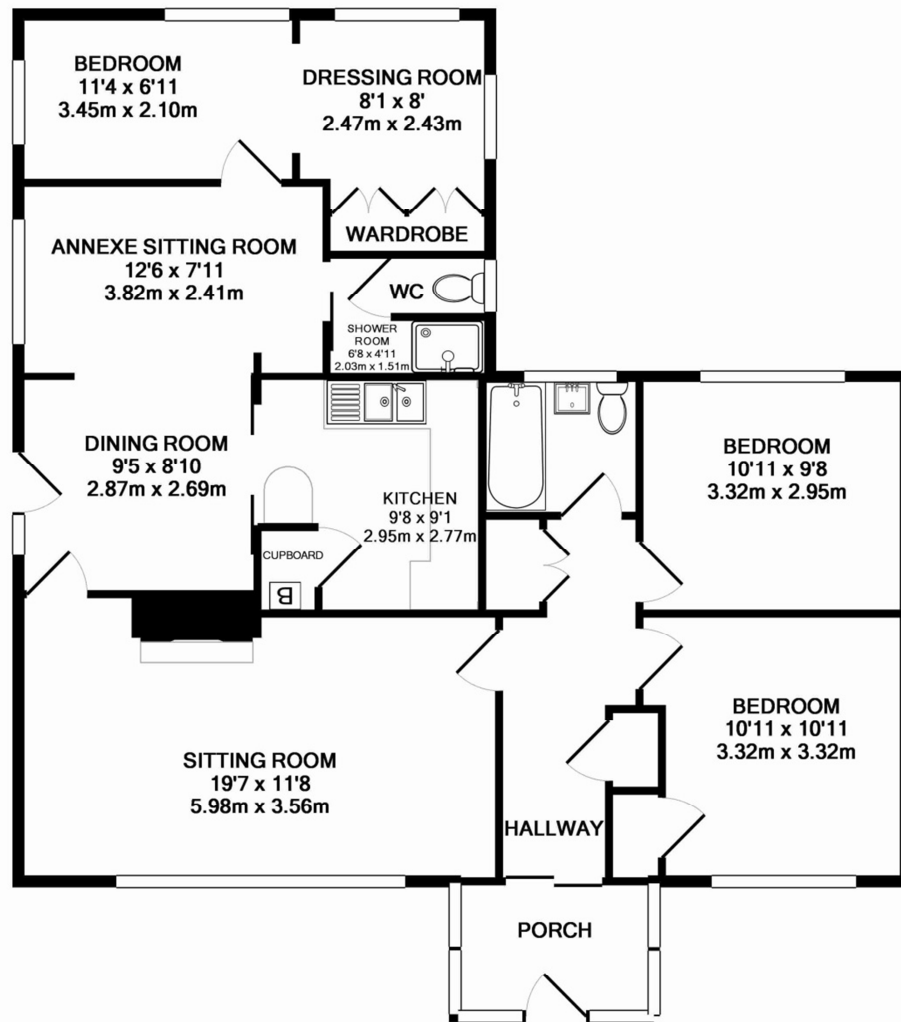 BEDROOM
11'4 x 6'11
3.45m x 2.10m
DRESSING ROOM
8'1 x 8'
2.47m x 2.43m
WARDROBE
ANNEXE SITTING ROOM
12'6 x 7'11
3.82m x 2.41m
WC
SHOWER
ROOM
6'8 x 4'11
2.03m x 1.51m
DINING ROOM
9'5 x 8'10
2.87m x 2.69m
KITCHEN
9'8 x 9'1
2.95m x 2.77m
CUPBOARD
B
BEDROOM
10'11 x 9'8
3.32m x 2.95m
SITTING ROOM
19'7 x 11'8
5.98m x 3.56m
BEDROOM
10'11 x 10'11
3.32m x 3.32m
HALLWAY
PORCH